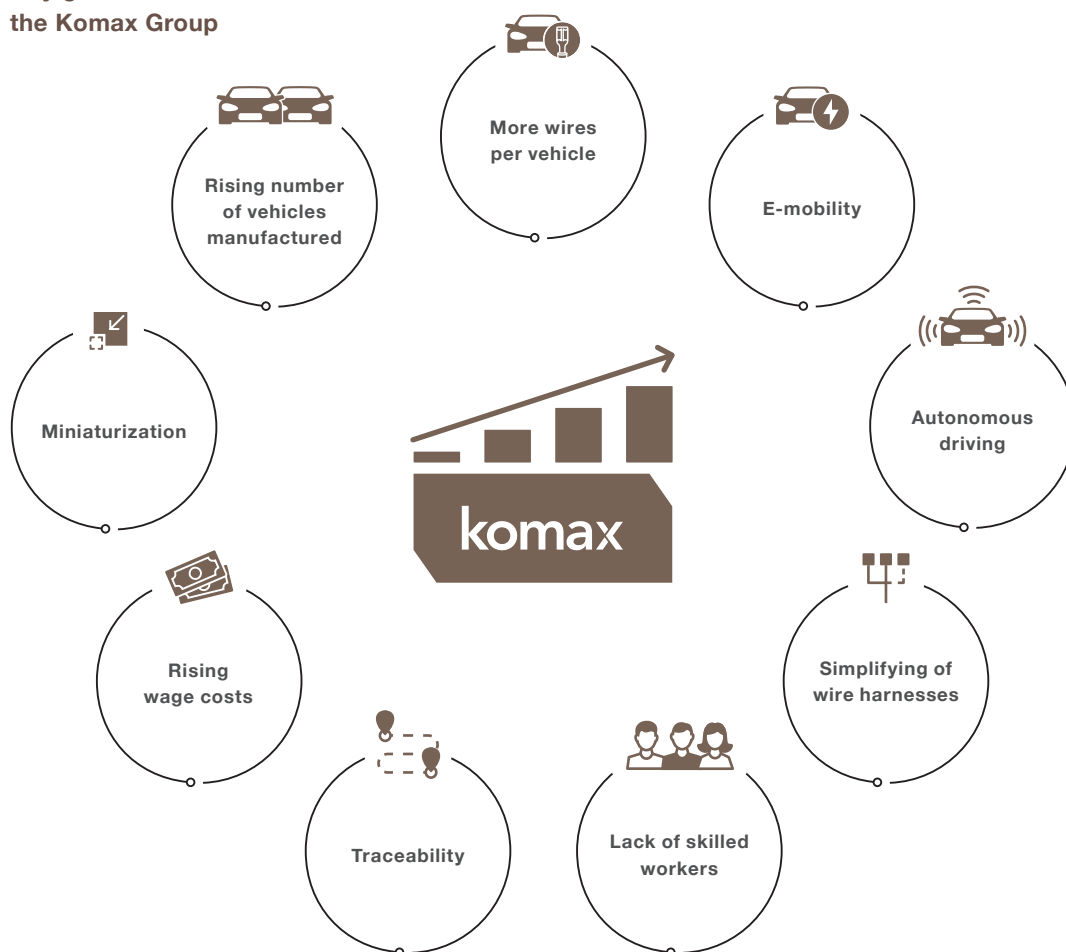 the Komax Group
More wires
per vehicle
Rising number
of vehicles
manufactured
E-mobility
Miniaturization
Autonomous
driving
komax
Rising
wage costs
Simplifying of
wire harnesses
Traceability
Lack of skilled
workers